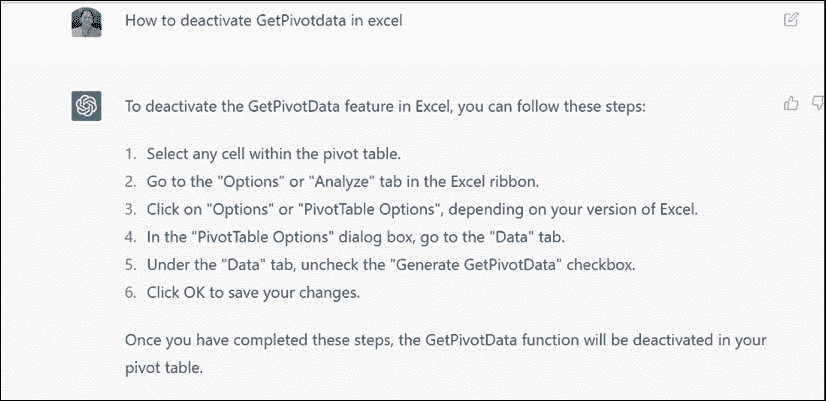 How to deactivate GetPivotdata in excel
To deactivate the GetPivotData feature in Excel, you can follow these steps:
1. Select any cell within the pivot table.
2. Go to the "Options" or "Analyze" tab in the Excel ribbon.
3. Click on "Options" or "PivotTable Options", depending on your version of Excel.
4. In the "PivotTable Options" dialog box, go to the "Data" tab.
5. Under the "Data" tab, uncheck the "Generate GetPivotData" checkbox.
6. Click OK to save your changes.
Once you have completed these steps, the GetPivotData function will be deactivated in your
pivot table.